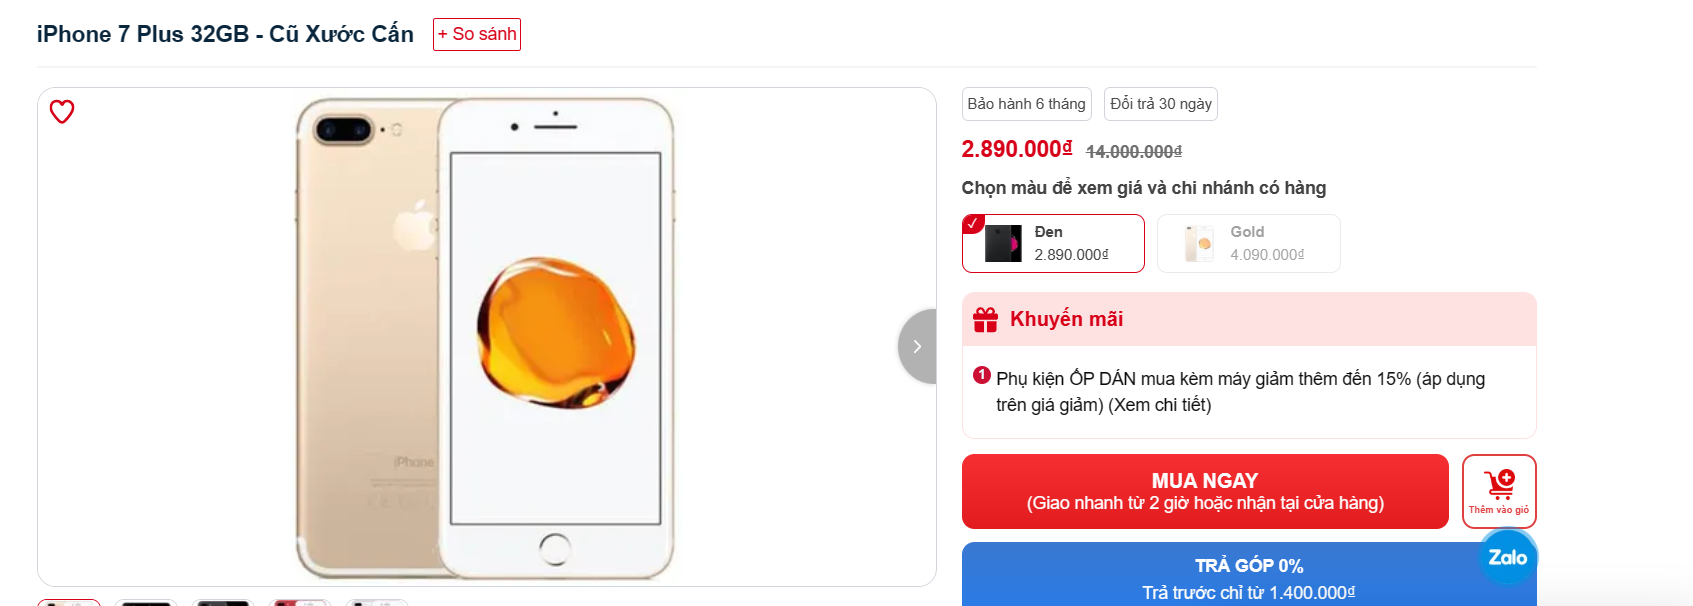 iPhone 7 Plus 32GB - Cũ Xước Cấn
+ So sánh
Bảo hành 6 tháng
Đổi trả 30 ngày
2.890.000₫ 14.000.000₫
Chọn màu để xem giá và chi nhánh có hàng
Đen
2.890.000₫
Gold
4.090.000₫
Khuyến mãi
1 Phụ kiện ỐP DÁN mua kèm máy giảm thêm đến 15% (áp dụng
trên giá giảm) (Xem chi tiết)
MUA NGAY
(Giao nhanh từ 2 giờ hoặc nhận tại cửa hàng)
Thêm vào giỏ
TRẢ GÓP 0%
Trả trước chỉ từ 1.400.000₫
Zalo
iPhone